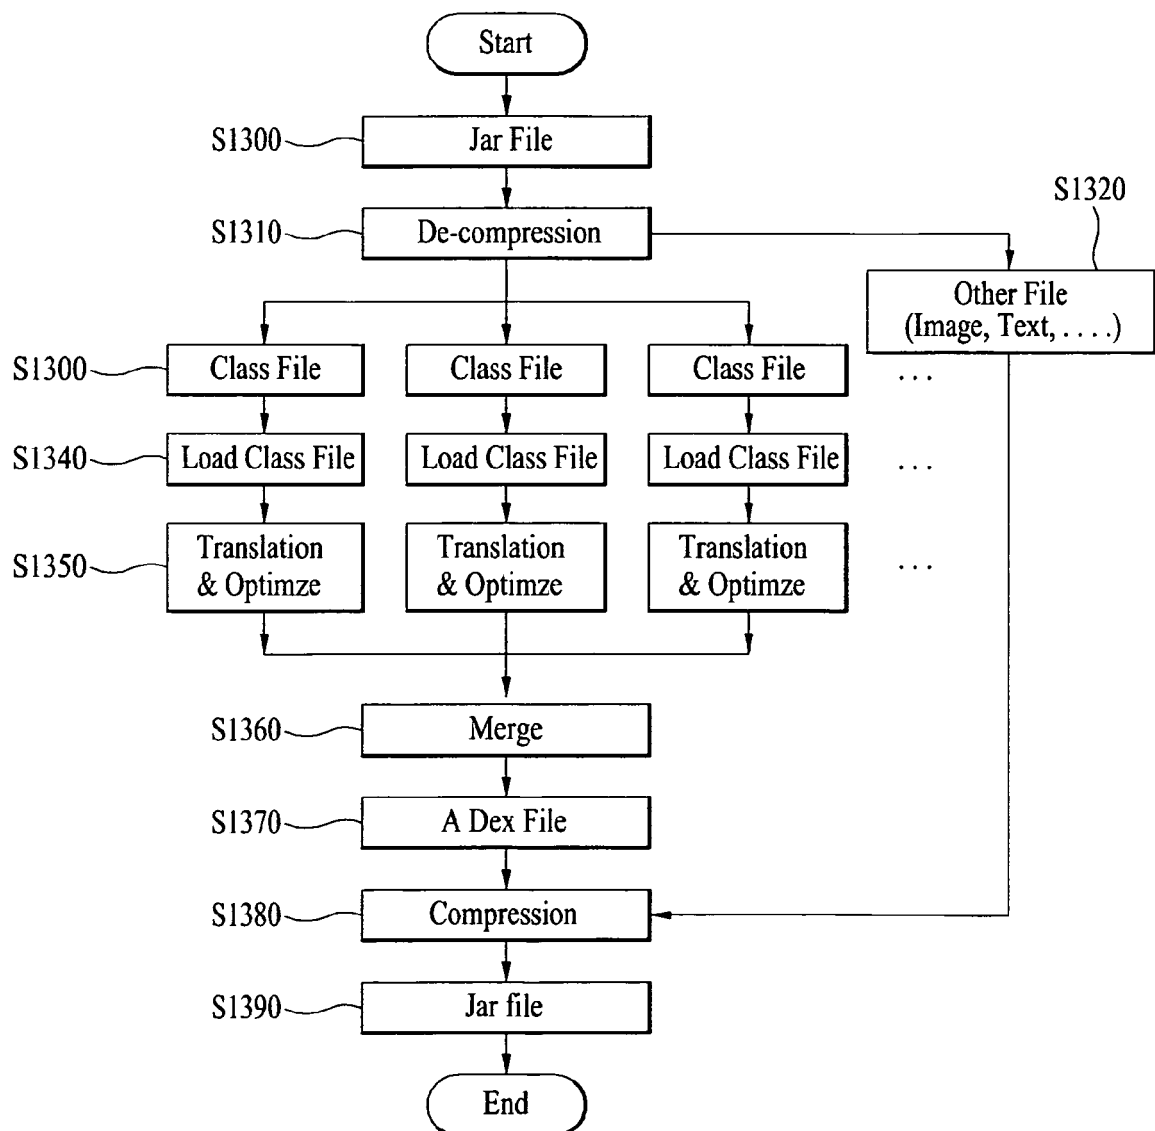 Start
S1300
Jar File
S1320
S1310
De-compression
Other File
(Image, Text, . . . .)
S1300
Class File
Class File
Class File
. . .
S1340
Load Class File
Load Class File
Load Class File
. . .
S1350
Translation
& Optimze
Translation
& Optimze
Translation
& Optimze
. . .
S1360
Merge
S1370
A Dex File
S1380
Compression
S1390
Jar file
End